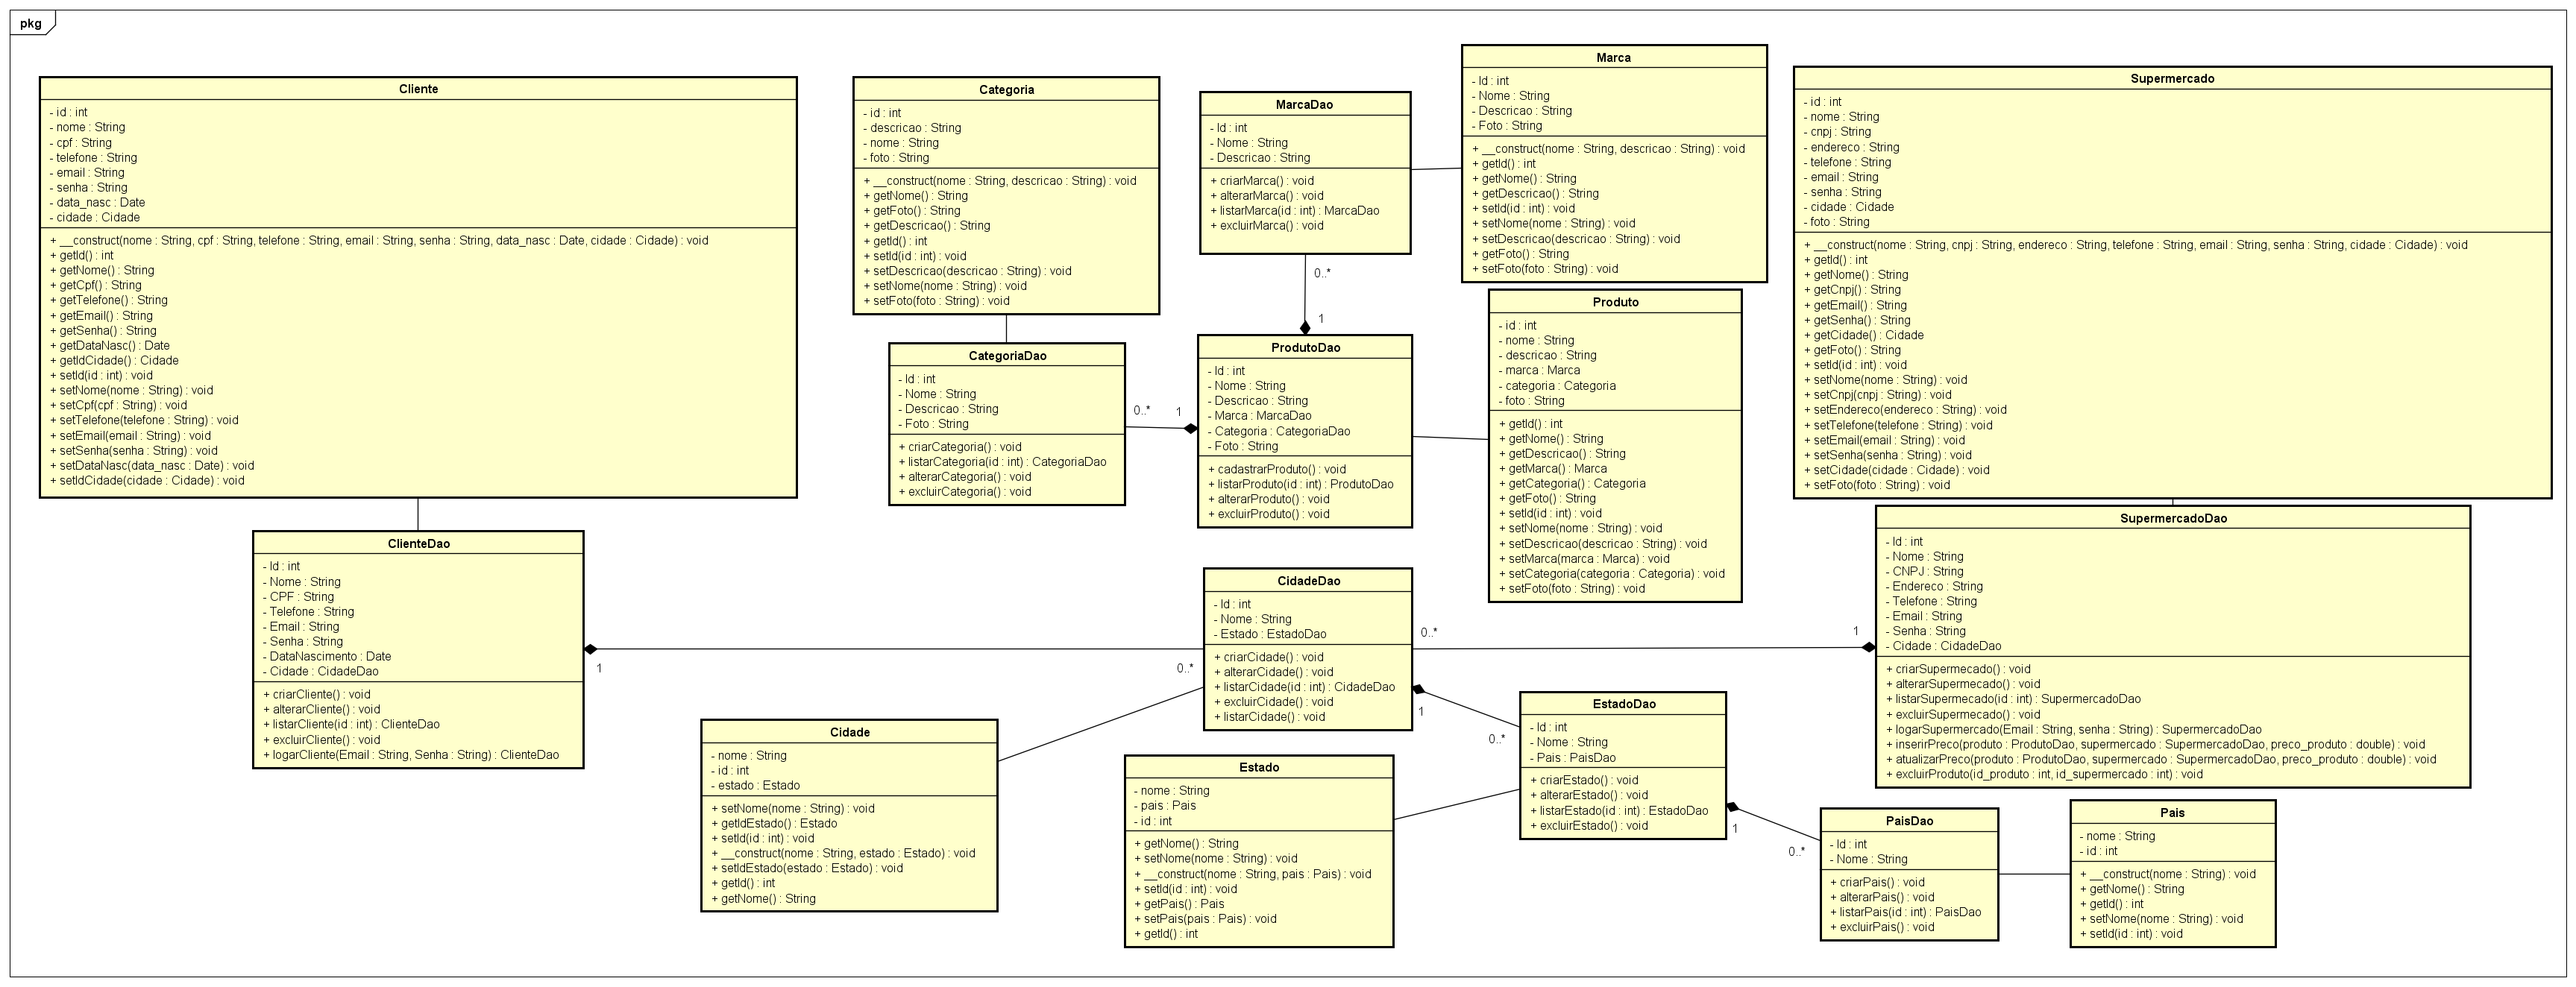 pkg
Cliente
- id : int
- nome : String
- cpf : String
- telefone : String
- email : String
- senha : String
- data_nasc : Date
- cidade : Cidade
+ __construct(nome : String, cpf : String, telefone : String, email : String, senha : String, data_nasc : Date, cidade : Cidade) : void
+ getId() : int
+ getNome() : String
+ getCpf() : String
+ getTelefone() : String
+ getEmail() : String
+ getSenha() : String
+ getDataNasc() : Date
+ getIdCidade() : Cidade
+ setId(id : int) : void
+ setNome(nome : String) : void
+ setCpf(cpf : String) : void
+ setTelefone(telefone : String) : void
+ setEmail(email : String) : void
+ setSenha(senha : String) : void
+ setDataNasc(data_nasc : Date) : void
+ setIdCidade(cidade : Cidade) : void
Categoria
- id : int
- descricao : String
- nome : String
- foto : String
+ __construct(nome : String, descricao : String) : void
+ getNome() : String
+ getFoto() : String
+ getDescricao() : String
+ getId() : int
+ setId(id : int) : void
+ setDescricao(descricao : String) : void
+ setNome(nome : String) : void
+ setFoto(foto : String) : void
MarcaDao
- Id : int
- Nome : String
- Descricao : String
+ criarMarca() : void
+ alterarMarca() : void
+ listarMarca(id : int) : MarcaDao
+ excluirMarca() : void
0..*
1
Marca
- Id : int
- Nome : String
- Descricao : String
- Foto : String
+ __construct(nome : String, descricao : String) : void
+ getId() : int
+ getNome() : String
+ getDescricao() : String
+ setId(id : int) : void
+ setNome(nome : String) : void
+ setDescricao(descricao : String) : void
+ getFoto() : String
+ setFoto(foto : String) : void
Supermercado
- id : int
- nome : String
- cnpj : String
- endereco : String
- telefone : String
- email : String
- senha : String
- cidade : Cidade
- foto : String
+ __construct(nome : String, cnpj : String, endereco : String, telefone : String, email : String, senha : String, cidade : Cidade) : void
+ getId() : int
+ getNome() : String
+ getCnpj() : String
+ getEmail() : String
+ getSenha() : String
+ getCidade() : Cidade
+ getFoto() : String
+ setId(id : int) : void
+ setNome(nome : String) : void
+ setCnpj(cnpj : String) : void
+ setEndereco(endereco : String) : void
+ setTelefone(telefone : String) : void
+ setEmail(email : String) : void
+ setSenha(senha : String) : void
+ setCidade(cidade : Cidade) : void
+ setFoto(foto : String) : void
CategoriaDao
- Id : int
- Nome : String
- Descricao : String
- Foto : String
+ criarCategoria() : void
+ listarCategoria(id : int) : CategoriaDao
+ alterarCategoria() : void
+ excluirCategoria() : void
0..*
1
ProdutoDao
- Id : int
- Nome : String
- Descricao : String
- Marca : MarcaDao
- Categoria : CategoriaDao
- Foto : String
+ cadastrarProduto() : void
+ listarProduto(id : int) : ProdutoDao
+ alterarProduto() : void
+ excluirProduto() : void
Produto
- id : int
- nome : String
- descricao : String
- marca : Marca
- categoria : Categoria
- foto : String
+ getId() : int
+ getNome() : String
+ getDescricao() : String
+ getMarca() : Marca
+ getCategoria() : Categoria
+ getFoto() : String
+ setId(id : int) : void
+ setNome(nome : String) : void
+ setDescricao(descricao : String) : void
+ setMarca(marca : Marca) : void
+ setCategoria(categoria : Categoria) : void
+ setFoto(foto : String) : void
ClienteDao
- Id : int
- Nome : String
- CPF : String
- Telefone : String
- Email : String
- Senha : String
- DataNascimento : Date
- Cidade : CidadeDao
+ criarCliente() : void
+ alterarCliente() : void
+ listarCliente(id : int) : ClienteDao
+ excluirCliente() : void
+ logarCliente(Email : String, Senha : String) : ClienteDao
1
0..*
CidadeDao
- Id : int
- Nome : String
- Estado : EstadoDao
+ criarCidade() : void
+ alterarCidade() : void
+ listarCidade(id : int) : CidadeDao
+ excluirCidade() : void
+ listarCidade() : void
0..*
1
SupermercadoDao
- Id : int
- Nome : String
- CNPJ : String
- Endereco : String
- Telefone : String
- Email : String
- Senha : String
- Cidade : CidadeDao
+ criarSupermecado() : void
+ alterarSupermecado() : void
+ listarSupermecado(id : int) : SupermercadoDao
+ excluirSupermecado() : void
+ logarSupermercado(Email : String, senha : String) : SupermercadoDao
+ inserirPreco(produto : ProdutoDao, supermercado : SupermercadoDao, preco_produto : double) : void
+ atualizarPreco(produto : ProdutoDao, supermercado : SupermercadoDao, preco_produto : double) : void
+ excluirProduto(id_produto : int, id_supermercado : int) : void
Cidade
- nome : String
- id : int
- estado : Estado
+ setNome(nome : String) : void
+ getIdEstado() : Estado
+ setId(id : int) : void
+ __construct(nome : String, estado : Estado) : void
+ setIdEstado(estado : Estado) : void
+ getId() : int
+ getNome() : String
1
0..*
Estado
- nome : String
- pais : Pais
- id : int
+ getNome() : String
+ setNome(nome : String) : void
+ __construct(nome : String, pais : Pais) : void
+ setId(id : int) : void
+ getPais() : Pais
+ setPais(pais : Pais) : void
+ getId() : int
EstadoDao
- Id : int
- Nome : String
- Pais : PaisDao
+ criarEstado() : void
+ alterarEstado() : void
+ listarEstado(id : int) : EstadoDao
+ excluirEstado() : void
1
0..*
PaisDao
- Id : int
- Nome : String
+ criarPais() : void
+ alterarPais() : void
+ listarPais(id : int) : PaisDao
+ excluirPais() : void
Pais
- nome : String
- id : int
+ __construct(nome : String) : void
+ getNome() : String
+ getId() : int
+ setNome(nome : String) : void
+ setId(id : int) : void